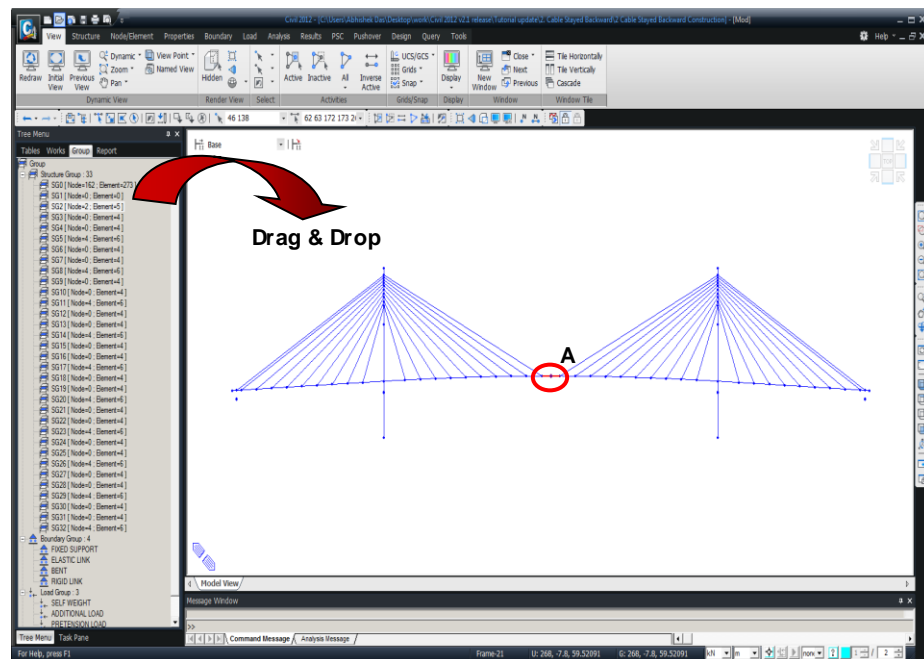 Civil 2012 - [C:\Users\Abhishek Das\Desktop\work\Civil 2012 v2.1 release\Tutorial update\2. Cable Stayed Backward\2 Cable Stayed Backward Construction] - [Mod]
View Structure Node/Element Properties Boundary Load Analysis Results PSC Pushover Design Query Tools Help
Redraw Initial View Previous View Dynamic Zoom Pan View Point Named View Hidden Active Inactive All Inverse Active UCS/GCS Grids Snap Display New Window Close Next Previous Cascade Tile Horizontally Tile Vertically
Dynamic View Render View Select Activities Grids/Snap Display Window Window Tile
46 138
Tree Menu
Tables Works Group Report
Base
Group
Structure Group : 33
SG0 [ Node=162 ; Element=273 ]
SG1 [ Node=0 ; Element=0 ]
SG2 [ Node=2 ; Element=5 ]
SG3 [ Node=0 ; Element=4 ]
SG4 [ Node=0 ; Element=4 ]
SG5 [ Node=4 ; Element=6 ]
SG6 [ Node=0 ; Element=4 ]
SG7 [ Node=0 ; Element=4 ]
SG8 [ Node=4 ; Element=6 ]
SG9 [ Node=0 ; Element=4 ]
SG10 [ Node=0 ; Element=4 ]
SG11 [ Node=4 ; Element=6 ]
SG12 [ Node=0 ; Element=4 ]
SG13 [ Node=0 ; Element=4 ]
SG14 [ Node=4 ; Element=6 ]
SG15 [ Node=0 ; Element=4 ]
SG16 [ Node=0 ; Element=4 ]
SG17 [ Node=4 ; Element=6 ]
SG18 [ Node=0 ; Element=4 ]
SG19 [ Node=0 ; Element=4 ]
SG20 [ Node=4 ; Element=6 ]
SG21 [ Node=0 ; Element=4 ]
SG22 [ Node=0 ; Element=4 ]
SG23 [ Node=4 ; Element=6 ]
SG24 [ Node=0 ; Element=4 ]
SG25 [ Node=0 ; Element=4 ]
SG26 [ Node=4 ; Element=6 ]
SG27 [ Node=0 ; Element=4 ]
SG28 [ Node=0 ; Element=4 ]
SG29 [ Node=4 ; Element=6 ]
SG30 [ Node=0 ; Element=4 ]
SG31 [ Node=0 ; Element=4 ]
SG32 [ Node=4 ; Element=6 ]
Boundary Group : 4
FIXED SUPPORT
ELASTIC LINK
BENT
RIGID LINK
Load Group : 3
SELF WEIGHT
ADDITIONAL LOAD
PRETENSION LOAD
Drag & Drop
A
TOP
Model View
Message Window
>>
Command Message Analysis Message
Tree Menu Task Pane
For Help, press F1 Frame-21 U: 268, -7.8, 59.52091 G: 268, -7.8, 59.52091 kN m non 1 / 2